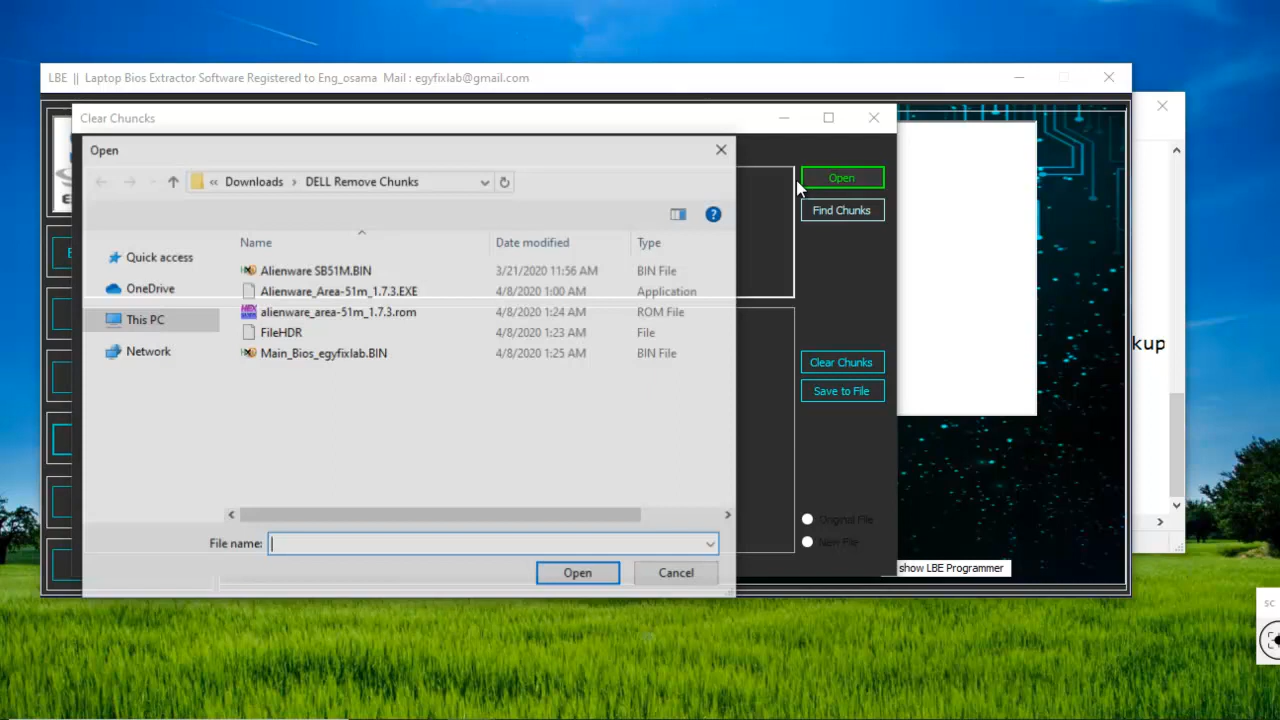 LBE || Laptop Bios Extractor Software Registered to Eng_osama Mail : egyfixlab@gmail.com
Clear Chuncks
Open
« Downloads › DELL Remove Chunks
Name Date modified Type
Quick access
OneDrive
This PC
Network
Alienware SB51M.BIN 3/21/2020 11:56 AM BIN File
Alienware_Area-51m_1.7.3.EXE 4/8/2020 1:00 AM Application
alienware_area-51m_1.7.3.rom 4/8/2020 1:24 AM ROM File
FileHDR 4/8/2020 1:23 AM File
Main_Bios_egyfixlab.BIN 4/8/2020 1:25 AM BIN File
File name:
Open Cancel
Open
Find Chunks
Clear Chunks
Save to File
Original File
New File
show LBE Programmer
kup
sc